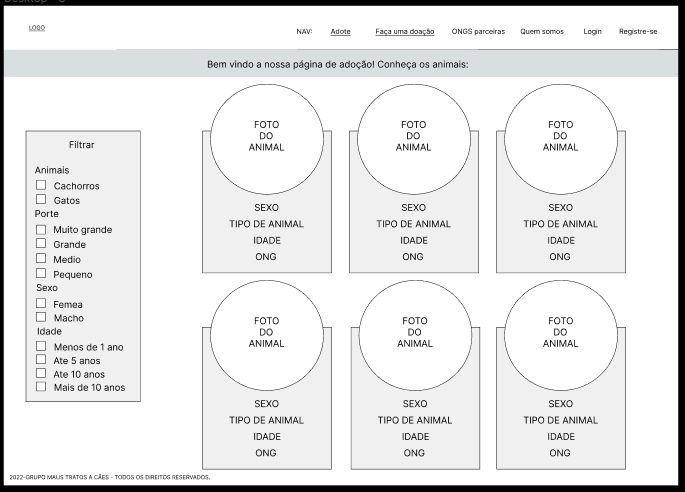 LOGO
NAV: Adote Faça uma doação ONGS parceiras Quem somos Login Registre-se
Bem vindo a nossa página de adoção! Conheça os animais:
Filtrar
Animais
Cachorros
Gatos
Porte
Muito grande
Grande
Medio
Pequeno
Sexo
Femea
Macho
Idade
Menos de 1 ano
Ate 5 anos
Ate 10 anos
Mais de 10 anos
FOTO
DO
ANIMAL
SEXO
TIPO DE ANIMAL
IDADE
ONG
FOTO
DO
ANIMAL
SEXO
TIPO DE ANIMAL
IDADE
ONG
FOTO
DO
ANIMAL
SEXO
TIPO DE ANIMAL
IDADE
ONG
FOTO
DO
ANIMAL
SEXO
TIPO DE ANIMAL
IDADE
ONG
FOTO
DO
ANIMAL
SEXO
TIPO DE ANIMAL
IDADE
ONG
FOTO
DO
ANIMAL
SEXO
TIPO DE ANIMAL
IDADE
ONG
2022-GRUPO MAUS TRATOS A CÃES - TODOS OS DIREITOS RESERVADOS.